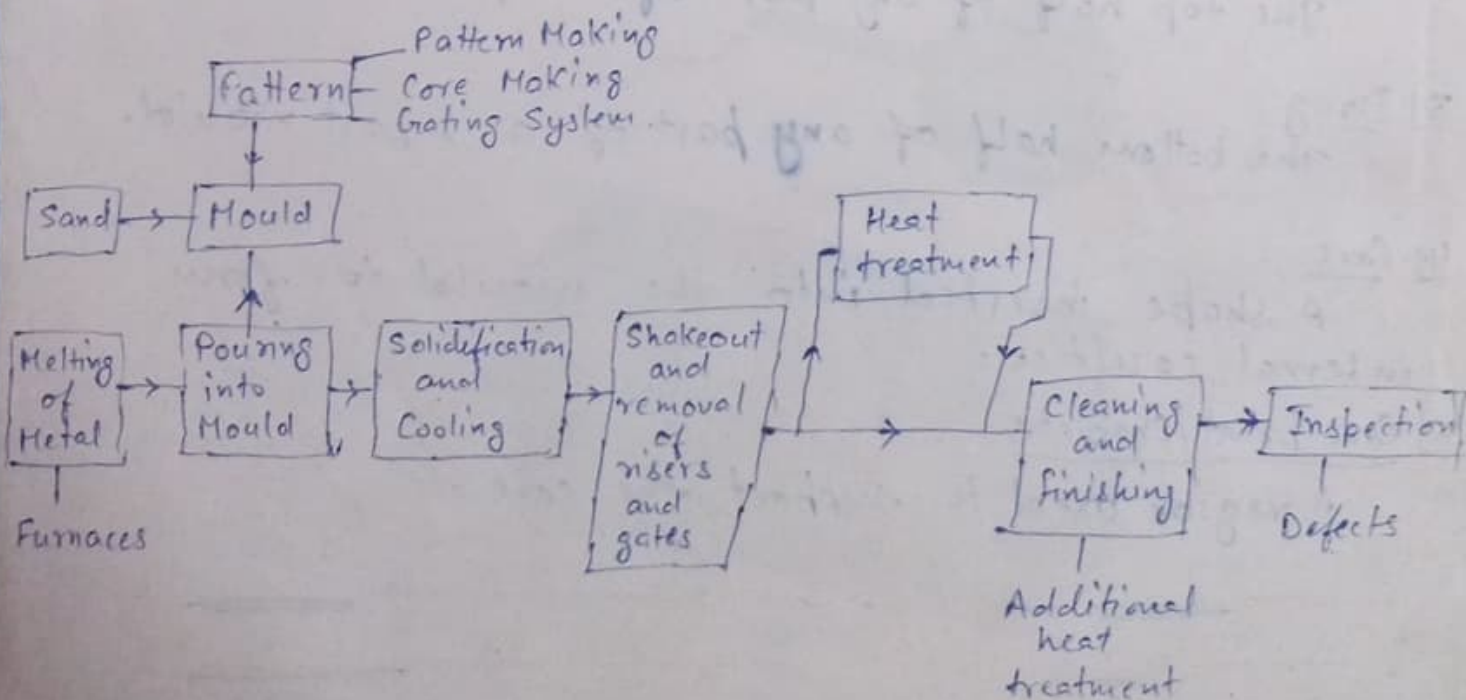 Pattern Making
Pattern
Core Making
Gating System.
Sand
Mould
Heat
treatment
Melting
of
Metal
Pouring
into
Mould
Solidification
and
Cooling
Shakeout
and
removal
of
risers
and
gates
Cleaning
and
finishing
Inspection
Furnaces
Defects
Additional
heat
treatment